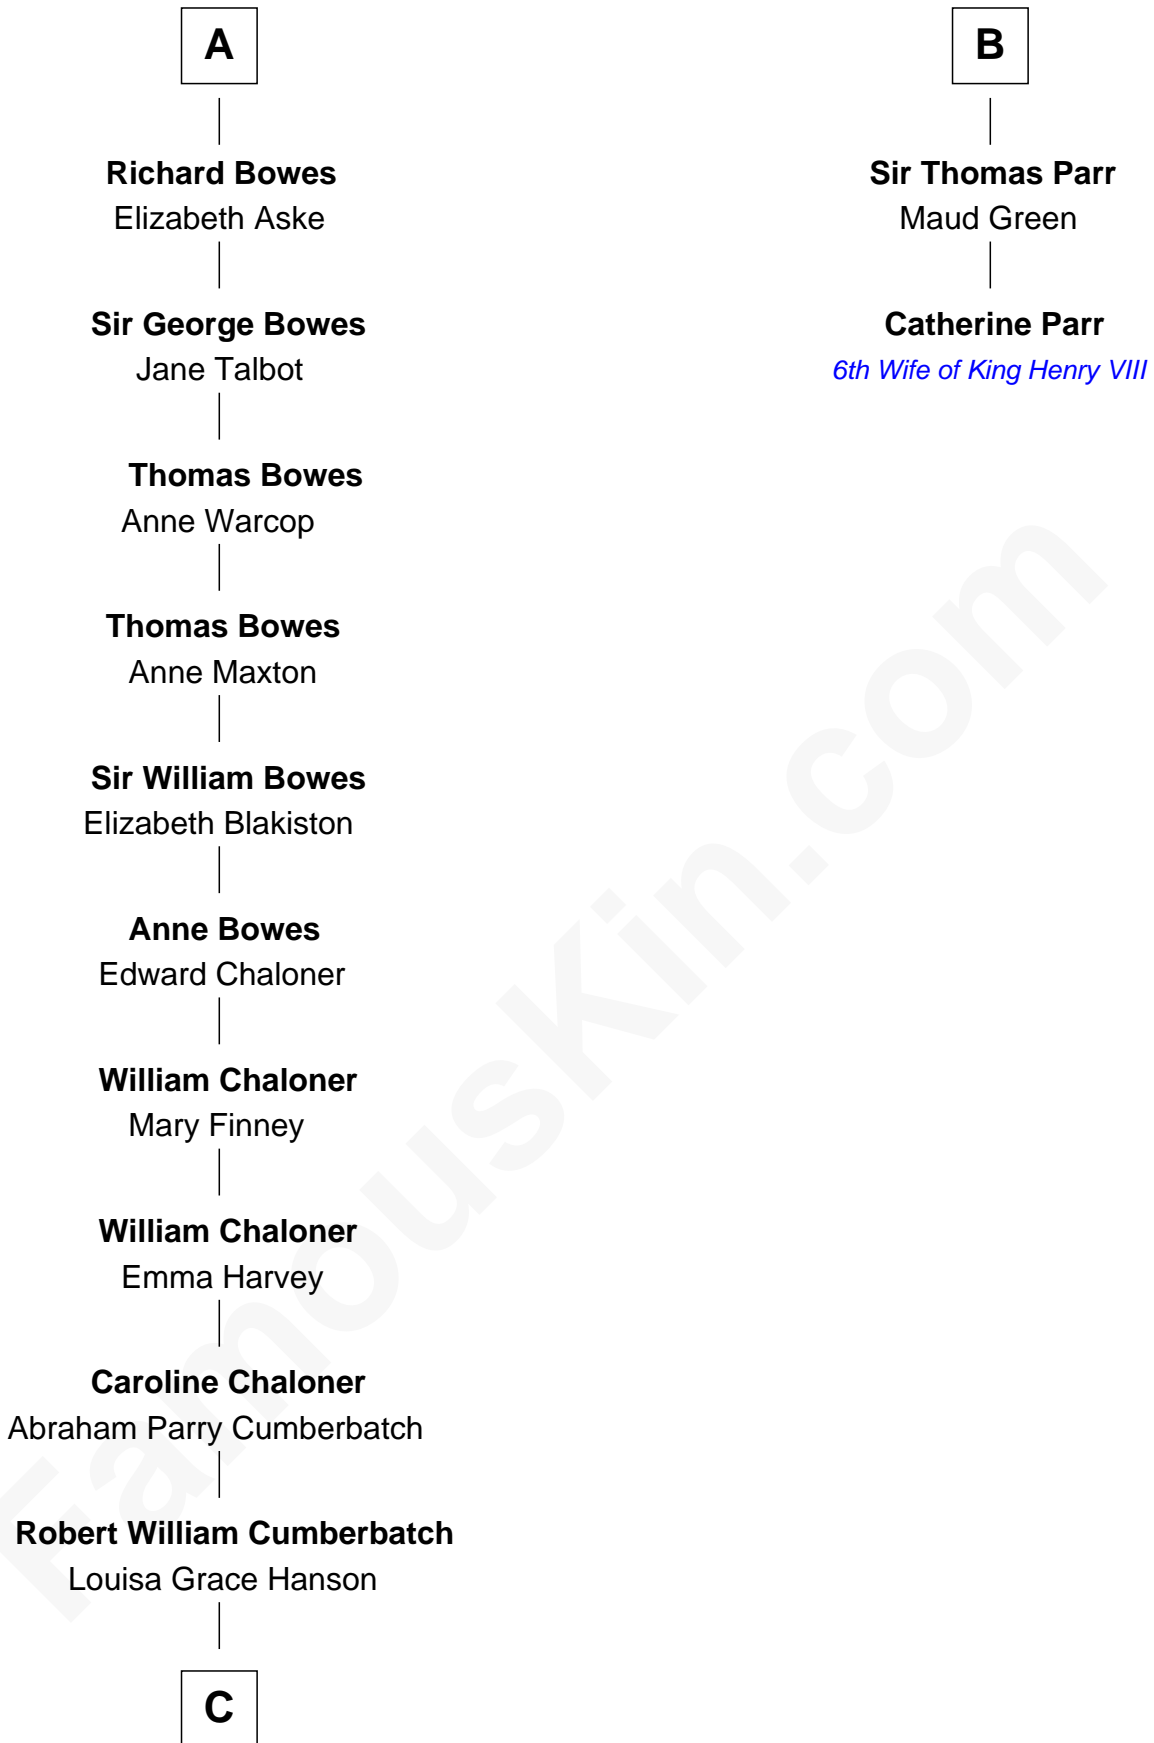 A
Richard Bowes
Elizabeth Aske
Sir George Bowes
Jane Talbot
Thomas Bowes
Anne Warcop
Thomas Bowes
Anne Maxton
Sir William Bowes
Elizabeth Blakiston
Anne Bowes
Edward Chaloner
William Chaloner
Mary Finney
William Chaloner
Emma Harvey
Caroline Chaloner
Abraham Parry Cumberbatch
Robert William Cumberbatch
Louisa Grace Hanson
C
B
Sir Thomas Parr
Maud Green
Catherine Parr
6th Wife of King Henry VIII
FamousKin.com